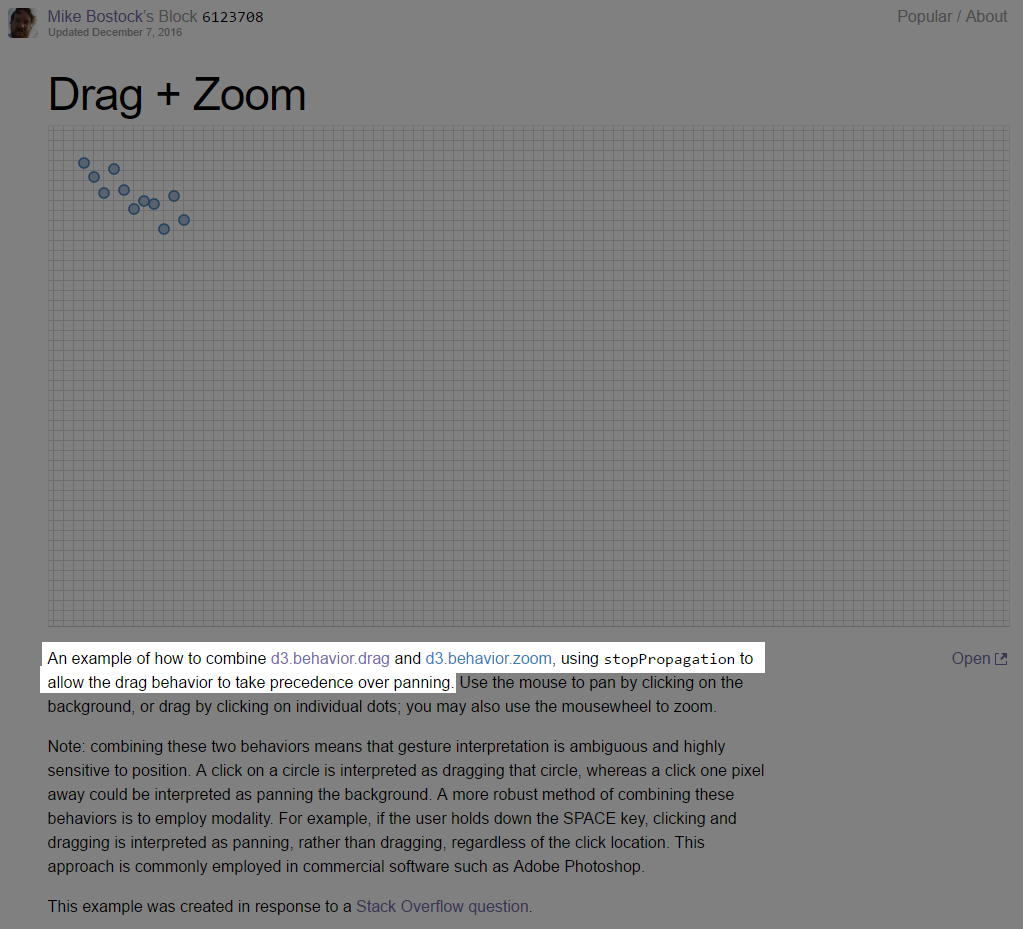 Mike Bostock's Block 6123708
Popular / About
Updated December 7, 2016
Drag + Zoom
An example of how to combine d3.behavior.drag and d3.behavior.zoom, using stopPropagation to
Open
allow the drag behavior to take precedence over panning. Use the mouse to pan by clicking on the
background, or drag by clicking on individual dots; you may also use the mousewheel to zoom.
Note: combining these two behaviors means that gesture interpretation is ambiguous and highly
sensitive to position. A click on a circle is interpreted as dragging that circle, whereas a click one pixel
away could be interpreted as panning the background. A more robust method of combining these
behaviors is to employ modality. For example, if the user holds down the SPACE key, clicking and
dragging is interpreted as panning, rather than dragging, regardless of the click location. This
approach is commonly employed in commercial software such as Adobe Photoshop.
This example was created in response to a Stack Overflow question.